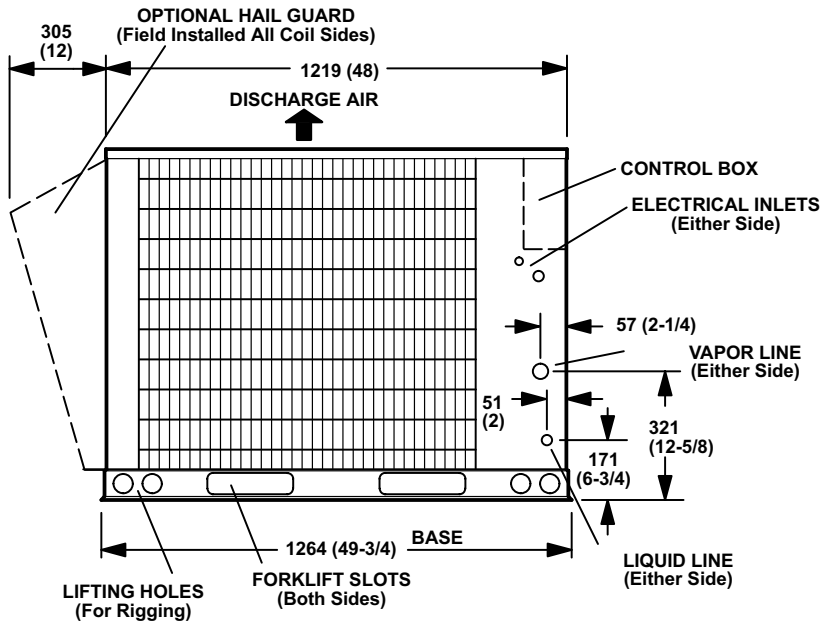 OPTIONAL HAIL GUARD
(Field Installed All Coil Sides)
305
(12)
1219 (48)
DISCHARGE AIR
CONTROL BOX
ELECTRICAL INLETS
(Either Side)
57 (2-1/4)
VAPOR LINE
(Either Side)
51
(2)
321
(12-5/8)
171
(6-3/4)
BASE
1264 (49-3/4)
LIQUID LINE
(Either Side)
LIFTING HOLES
(For Rigging)
FORKLIFT SLOTS
(Both Sides)